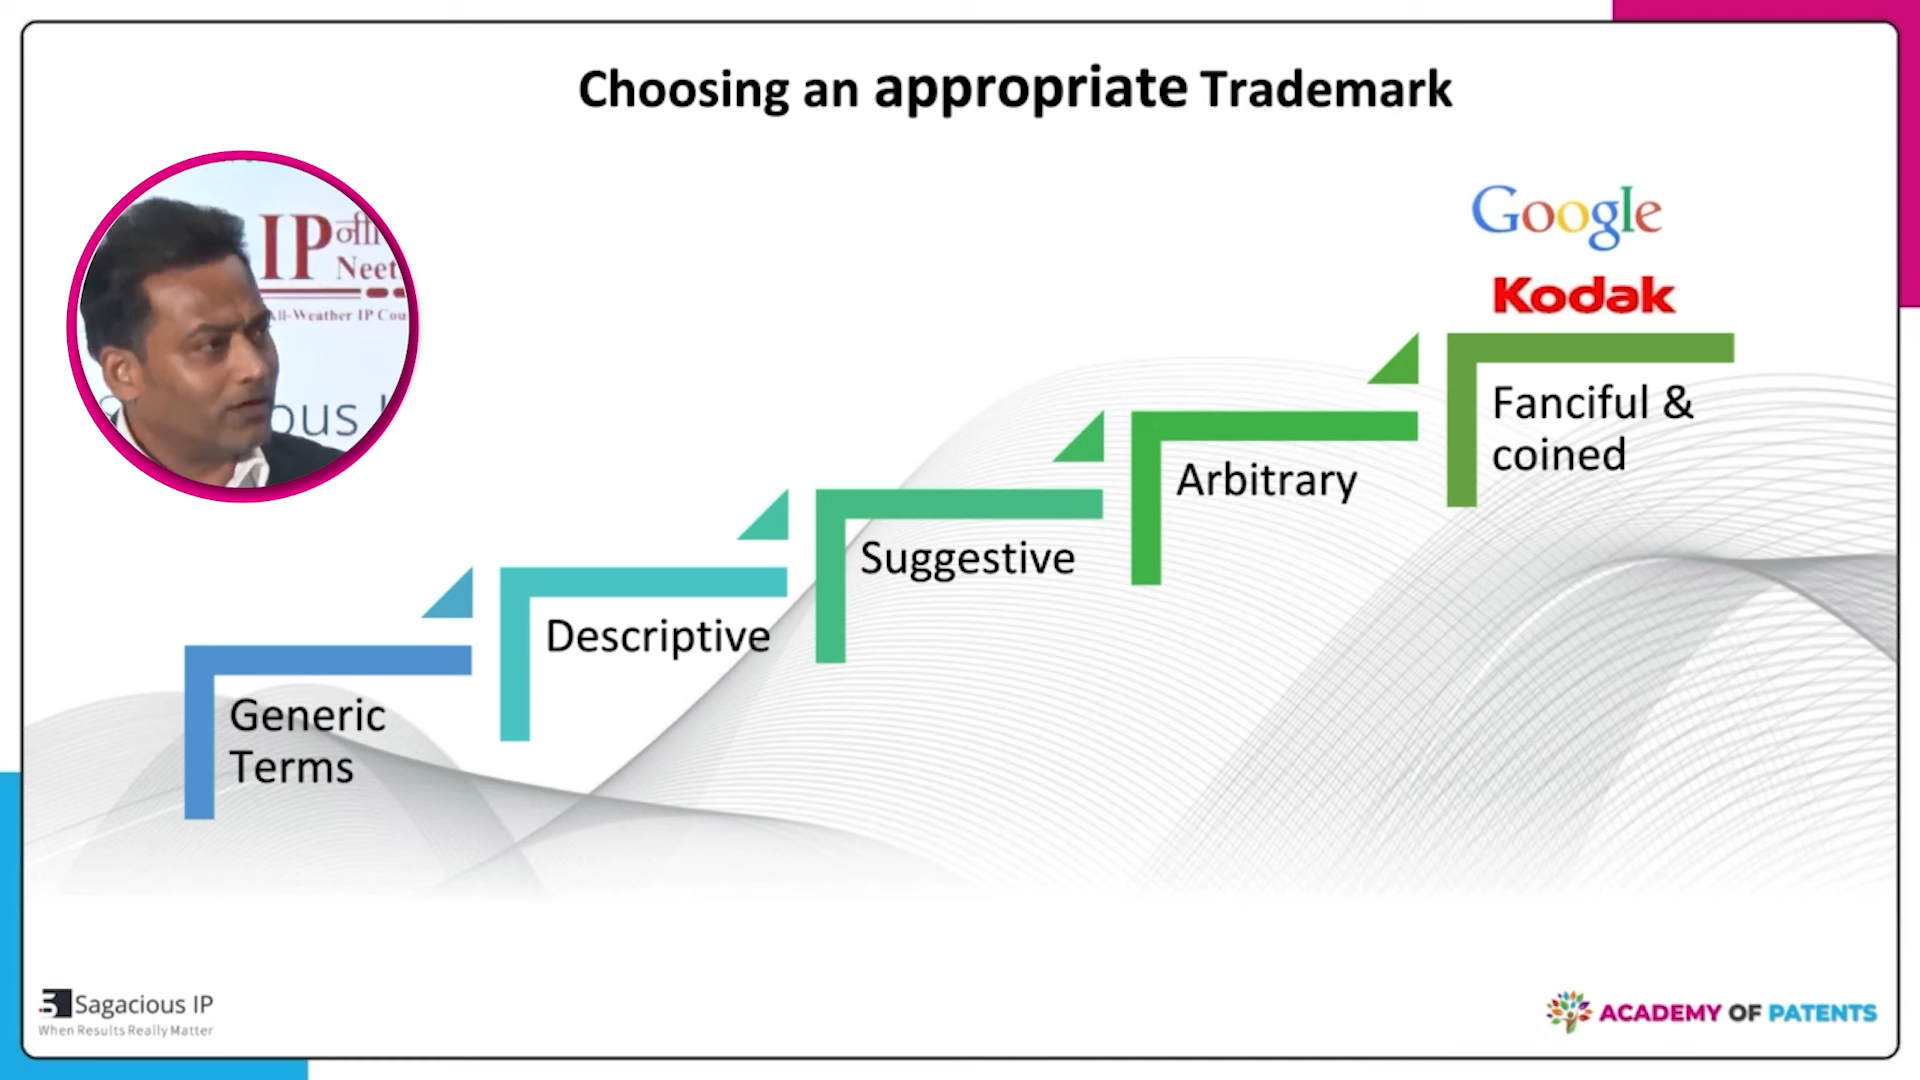 Choosing an appropriate Trademark
IP नी
Neet
All-Weather IP Cou
ous I
Google
Kodak
Fanciful &
coined
Arbitrary
Suggestive
Descriptive
Generic
Terms
Sagacious IP
When Results Really Matter
ACADEMY OF PATENTS